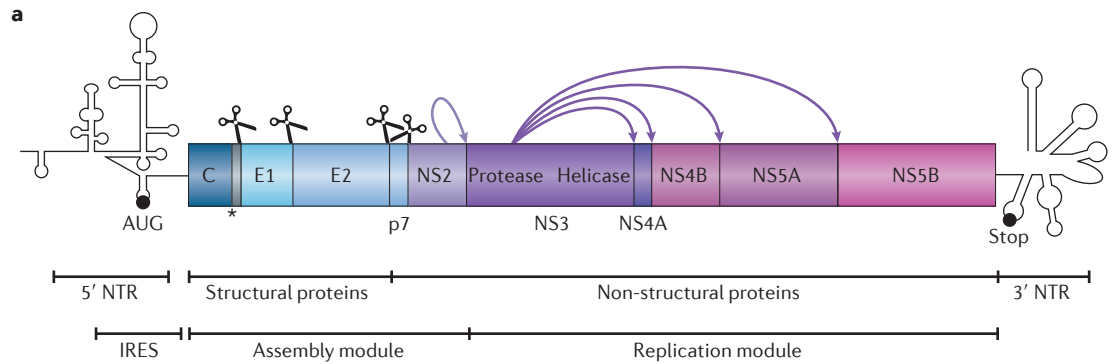 a
C E1 E2 NS2 Protease Helicase NS4B NS5A NS5B
AUG * p7 NS3 NS4A Stop
5′ NTR Structural proteins Non-structural proteins 3′ NTR
IRES Assembly module Replication module